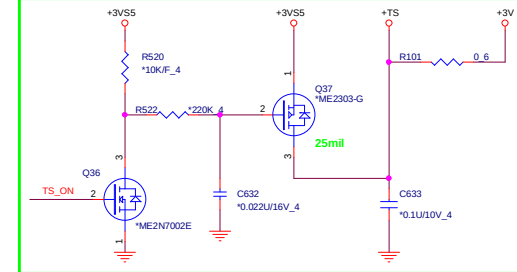 +3VS5
+3VS5
+TS
+3V
R520
*10K/F_4
R101
0_6
1
Q37
*ME2303-G
R522
*220K_4
2
25mil
3
3
Q36
TS_ON
2
C632
*0.022U/16V_4
C633
*0.1U/10V_4
*ME2N7002E
1